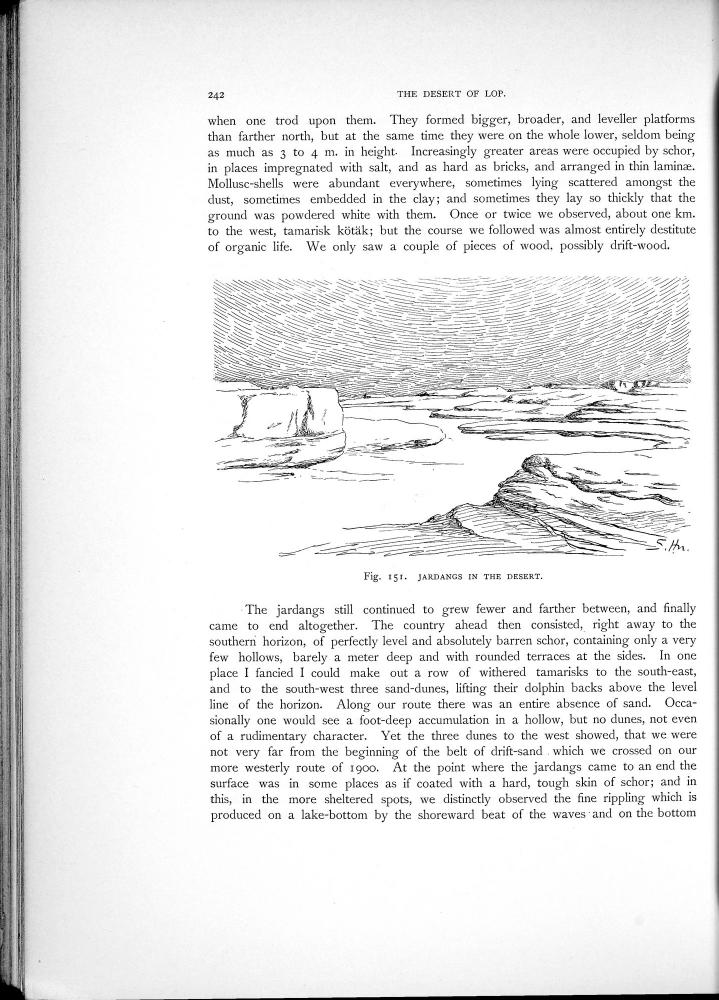 242
THE DESERT OF LOP.
when one trod upon them. They formed bigger, broader, and leveller platforms
than farther north, but at the same time they were on the whole lower, seldom being
as much as 3 to 4 m. in height. Increasingly greater areas were occupied by schor,
in places impregnated with salt, and as hard as bricks, and arranged in thin laminæ.
Mollusc-shells were abundant everywhere, sometimes lying scattered amongst the
dust, sometimes embedded in the clay; and sometimes they lay so thickly that the
ground was powdered white with them. Once or twice we observed, about one km.
to the west, tamarisk kötäk; but the course we followed was almost entirely destitute
of organic life. We only saw a couple of pieces of wood, possibly drift-wood.
S. Hn.
Fig. 151. JARDANGS IN THE DESERT.
The jardangs still continued to grew fewer and farther between, and finally
came to end altogether. The country ahead then consisted, right away to the
southern horizon, of perfectly level and absolutely barren schor, containing only a very
few hollows, barely a meter deep and with rounded terraces at the sides. In one
place I fancied I could make out a row of withered tamarisks to the south-east,
and to the south-west three sand-dunes, lifting their dolphin backs above the level
line of the horizon. Along our route there was an entire absence of sand. Occa-
sionally one would see a foot-deep accumulation in a hollow, but no dunes, not even
of a rudimentary character. Yet the three dunes to the west showed, that we were
not very far from the beginning of the belt of drift-sand which we crossed on our
more westerly route of 1900. At the point where the jardangs came to an end the
surface was in some places as if coated with a hard, tough skin of schor; and in
this, in the more sheltered spots, we distinctly observed the fine rippling which is
produced on a lake-bottom by the shoreward beat of the waves and on the bottom